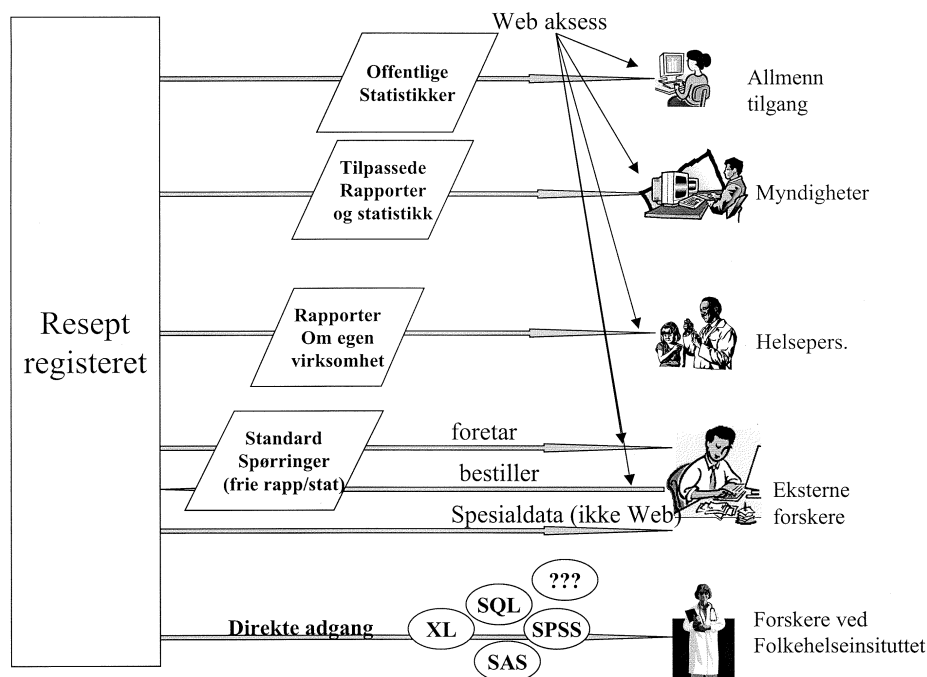 Web aksess
Offentlige
Statistikker
Allmenn
tilgang
Tilpassede
Rapporter
og statistikk
Myndigheter
Resept
registeret
Rapporter
Om egen
virksomhet
Helsepers.
Standard
Spørringer
(frie rapp/stat)
foretar
bestiller
Spesialdata (ikke Web)
Eksterne
forskere
Direkte adgang
XL
SQL
???
SPSS
SAS
Forskere ved
Folkehelseinsituttet